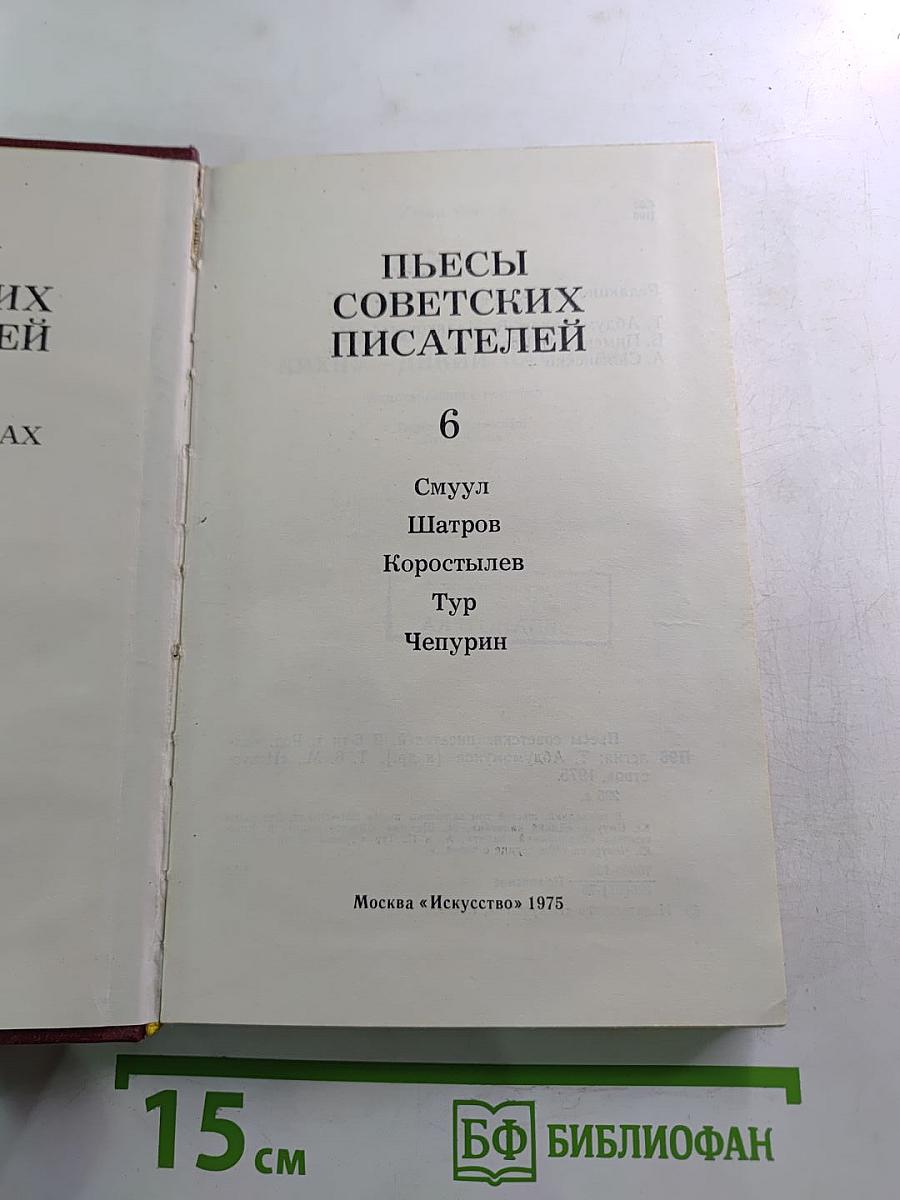 ИХ
ЕЙ
АХ
ПЬЕСЫ
СОВЕТСКИХ
ПИСАТЕЛЕЙ
6
Смуул
Шатров
Коростылев
Тур
Чепурин
Москва «Искусство» 1975
15 см
БФ БИБЛИОФАН